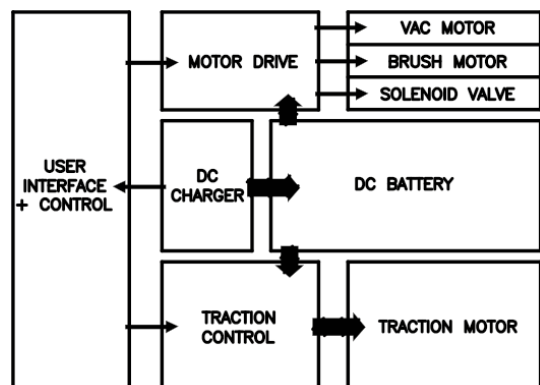 VAC MOTOR
MOTOR DRIVE
BRUSH MOTOR
SOLENOID VALVE
USER
INTERFACE
+ CONTROL
DC
CHARGER
DC BATTERY
TRACTION
CONTROL
TRACTION MOTOR